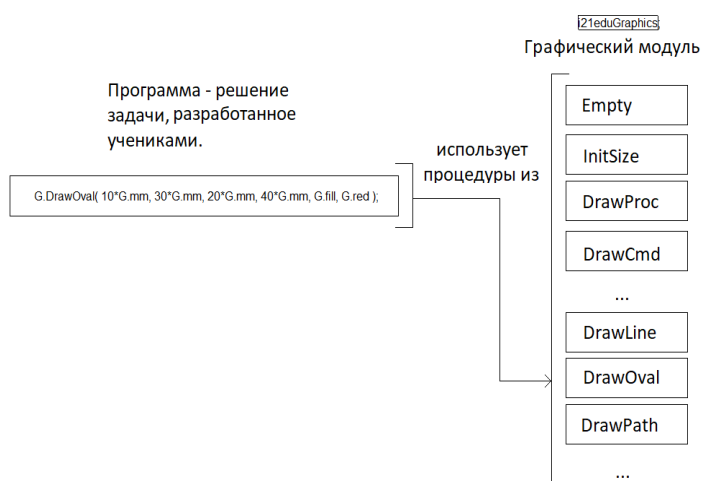 i21eduGraphics;
Графический модуль
Программа - решение
задачи, разработанное
учениками.
G.DrawOval( 10*G.mm, 30*G.mm, 20*G.mm, 40*G.mm, G.fill, G.red );
использует
процедуры из
Empty
InitSize
DrawProc
DrawCmd
...
DrawLine
DrawOval
DrawPath
...